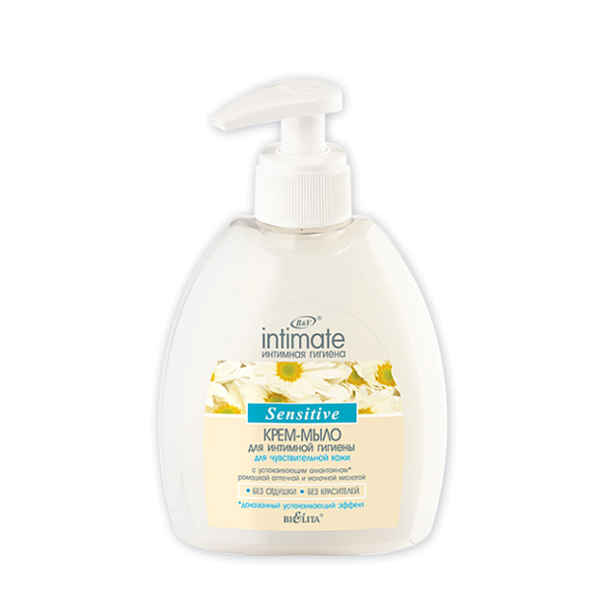 B&V®
intimate
ИНТИМНАЯ ГИГИЕНА
Sensitive
КРЕМ-МЫЛО
ДЛЯ ИНТИМНОЙ ГИГИЕНЫ
для чувствительной кожи
с успокаивающим аллантоином*
ромашкой аптечной и молочной кислотой
• БЕЗ ОТДУШКИ • БЕЗ КРАСИТЕЛЕЙ
*доказанный успокаивающий эффект
BIELITA®